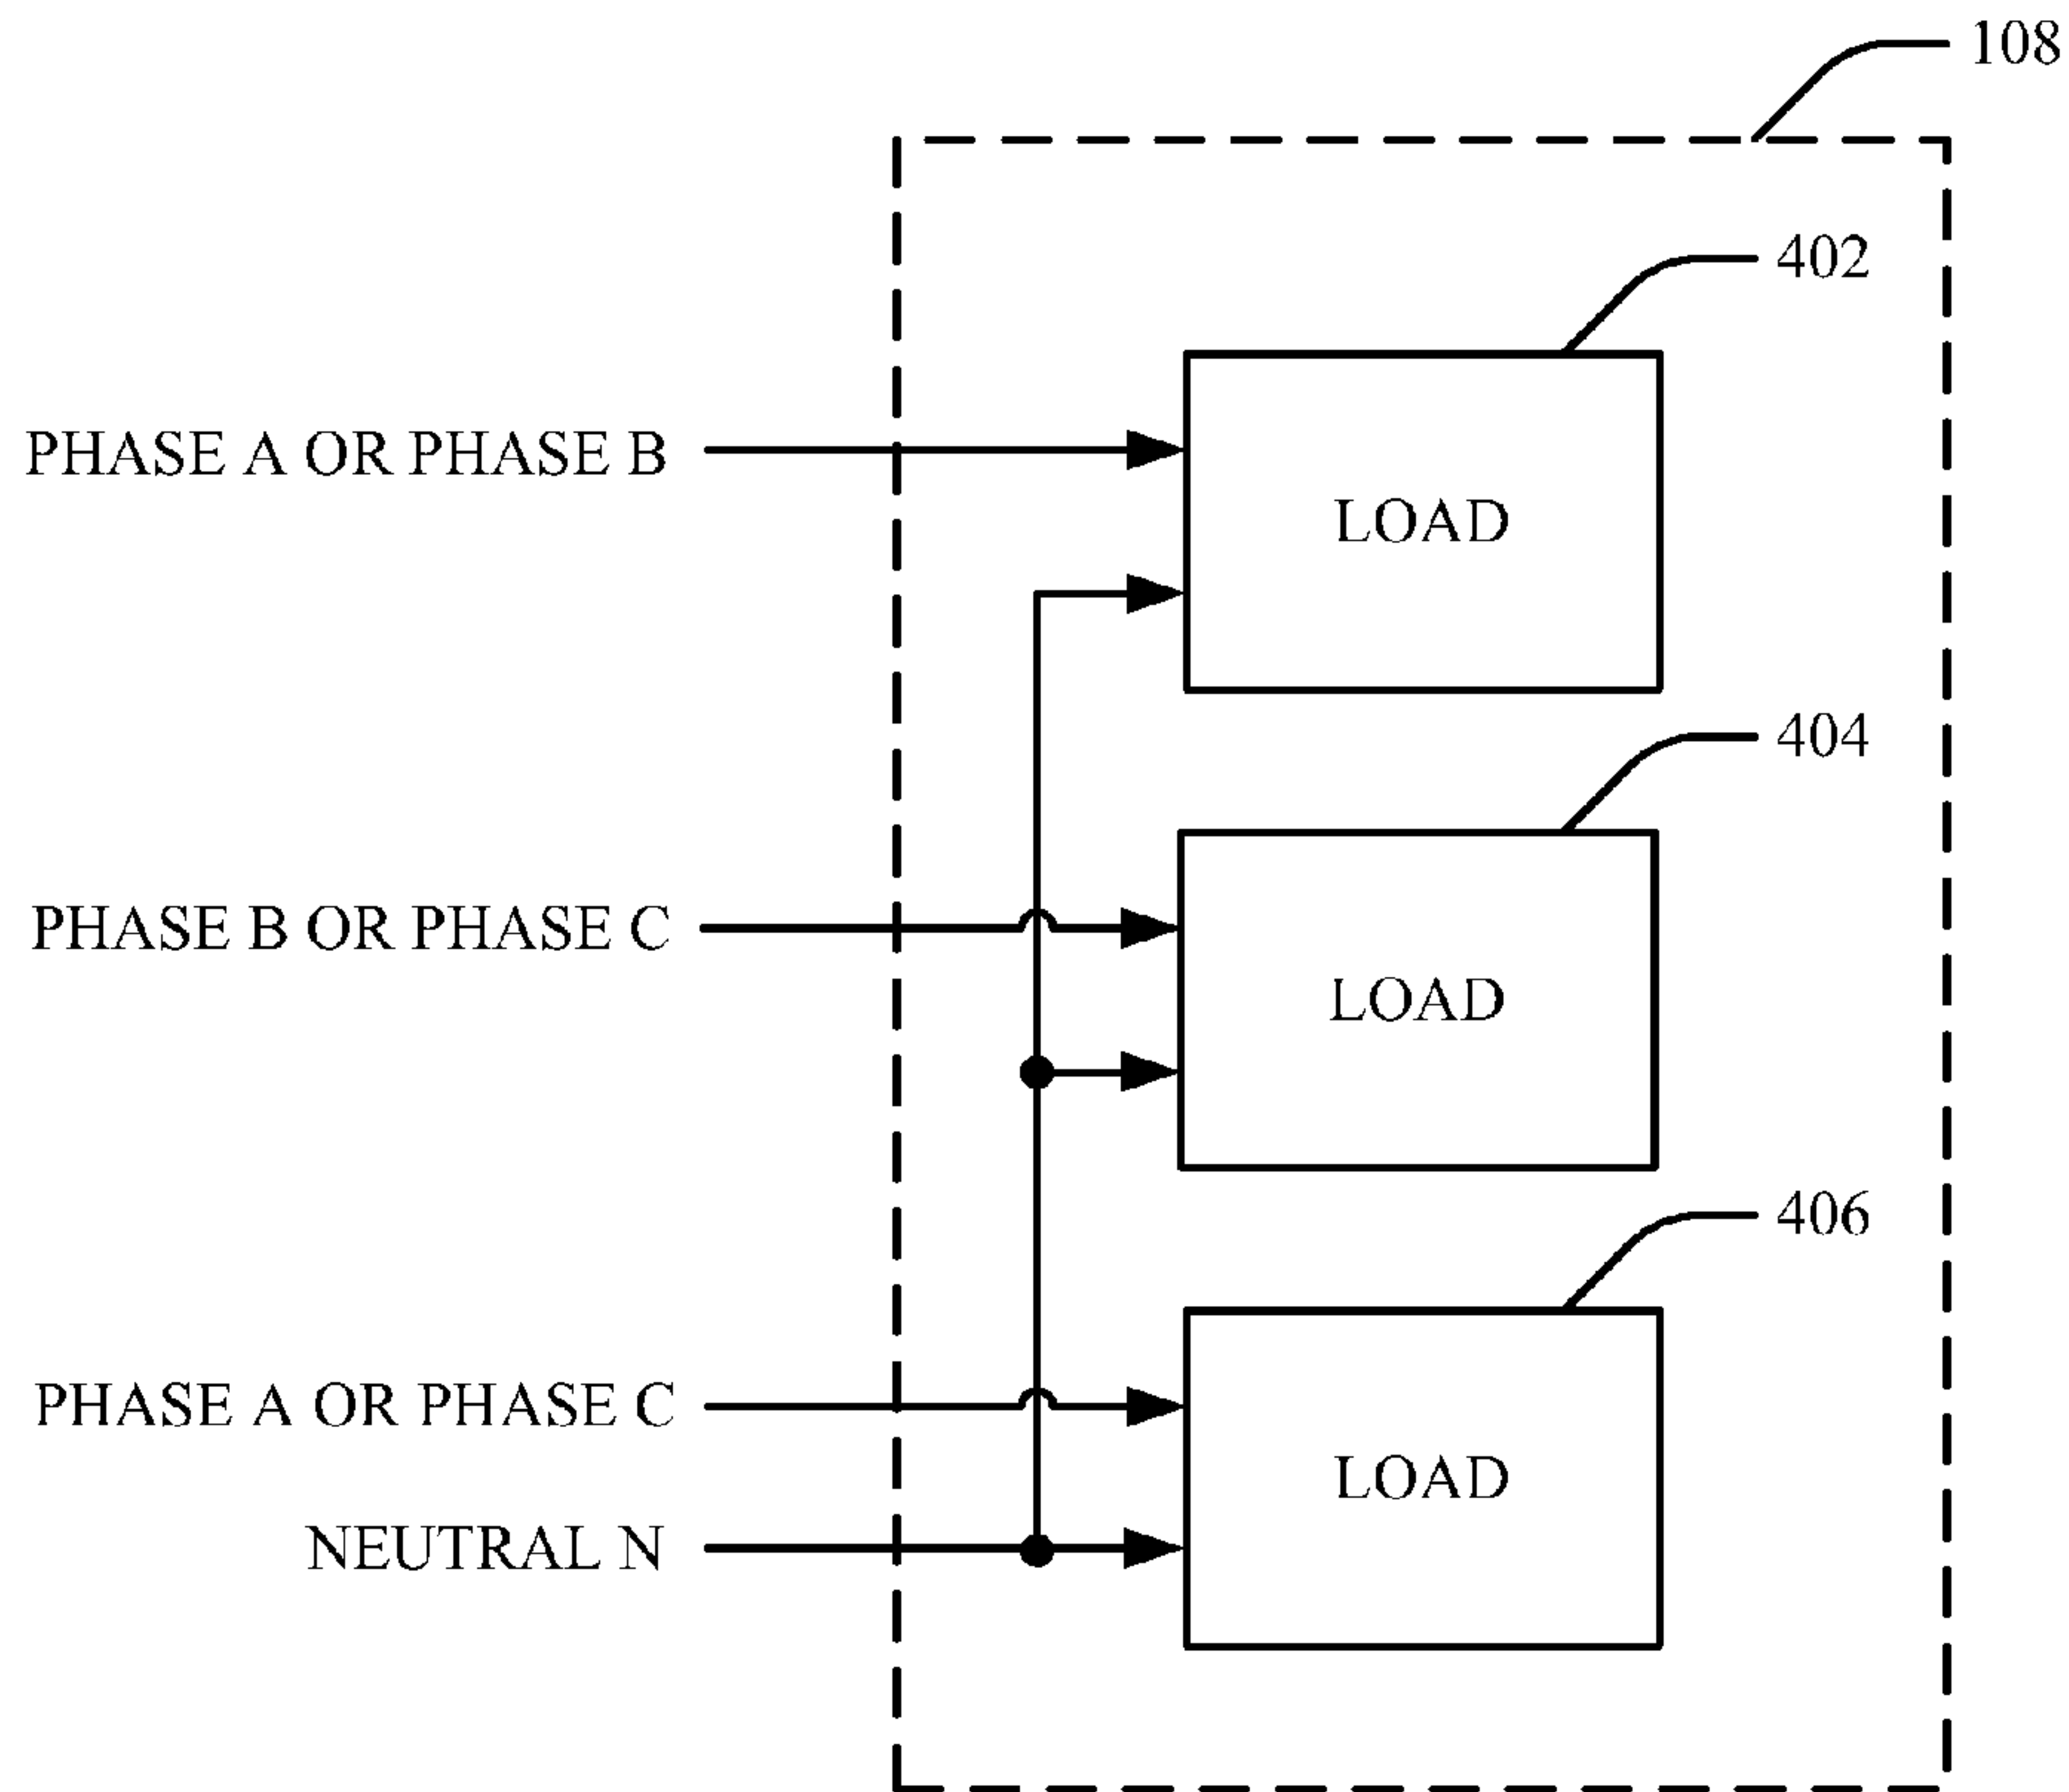 108
402
PHASE A OR PHASE B
LOAD
404
PHASE B OR PHASE C
LOAD
406
PHASE A OR PHASE C
LOAD
NEUTRAL N